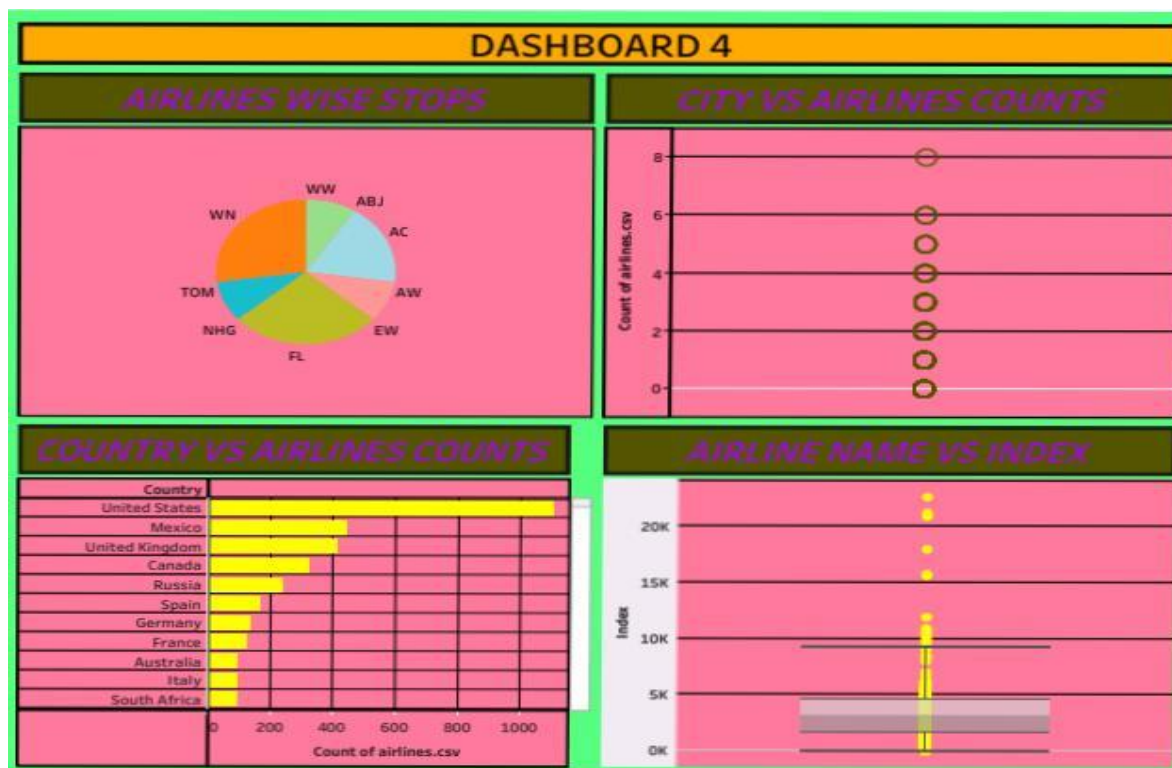 DASHBOARD 4
AIRLINES WISE STOPS
WW
ABJ
AC
WN
TOM
AW
NHG
EW
FL
CITY VS AIRLINES COUNTS
Count of airlines.csv
8
6
4
2
0
COUNTRY VS AIRLINES COUNTS
Country
United States
Mexico
United Kingdom
Canada
Russia
Spain
Germany
France
Australia
Italy
South Africa
0 200 400 600 800 1000
Count of airlines.csv
AIRLINE NAME VS INDEX
Index
20K
15K
10K
5K
0K